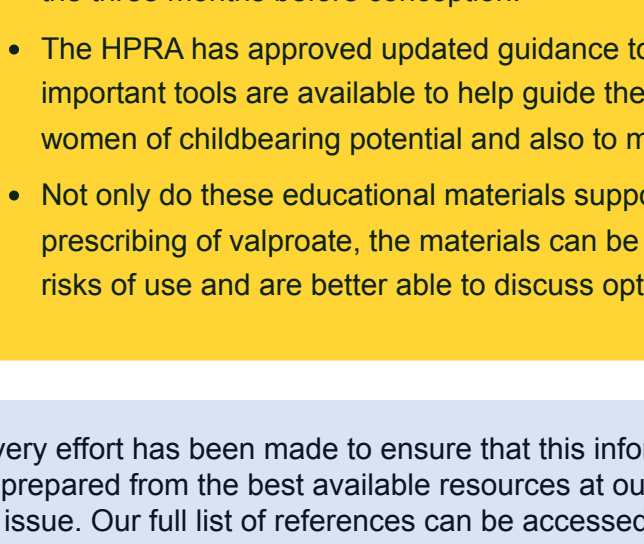 the three months before conception.
• The HPRA has approved updated guidance to
important tools are available to help guide the
women of childbearing potential and also to m
• Not only do these educational materials suppo
prescribing of valproate, the materials can be
risks of use and are better able to discuss opt
very effort has been made to ensure that this infor
prepared from the best available resources at ou
issue. Our full list of references can be accessed